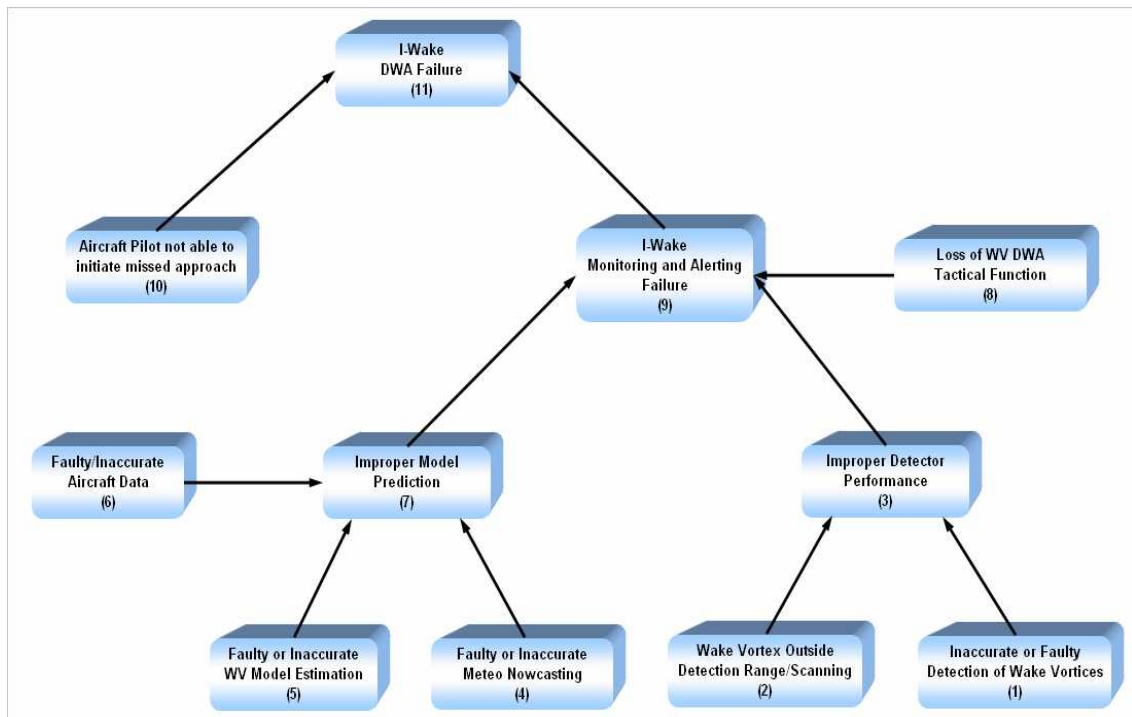 I-Wake
DWA Failure
(11)
Aircraft Pilot not able to
initiate missed approach
(10)
I-Wake
Monitoring and Alerting
Failure
(9)
Loss of WV DWA
Tactical Function
(8)
Faulty/Inaccurate
Aircraft Data
(6)
Improper Model
Prediction
(7)
Improper Detector
Performance
(3)
Faulty or Inaccurate
WV Model Estimation
(5)
Faulty or Inaccurate
Meteo Nowcasting
(4)
Wake Vortex Outside
Detection Range/Scanning
(2)
Inaccurate or Faulty
Detection of Wake Vortices
(1)